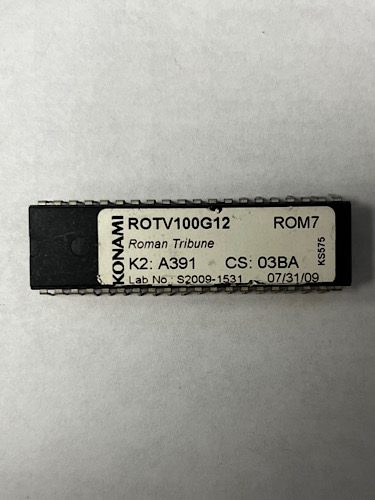 KONAMI
ROTV100G12 ROM7
Roman Tribune
K2: A391 CS: 03BA
Lab No.: S2009-1531 07/31/09
KS575